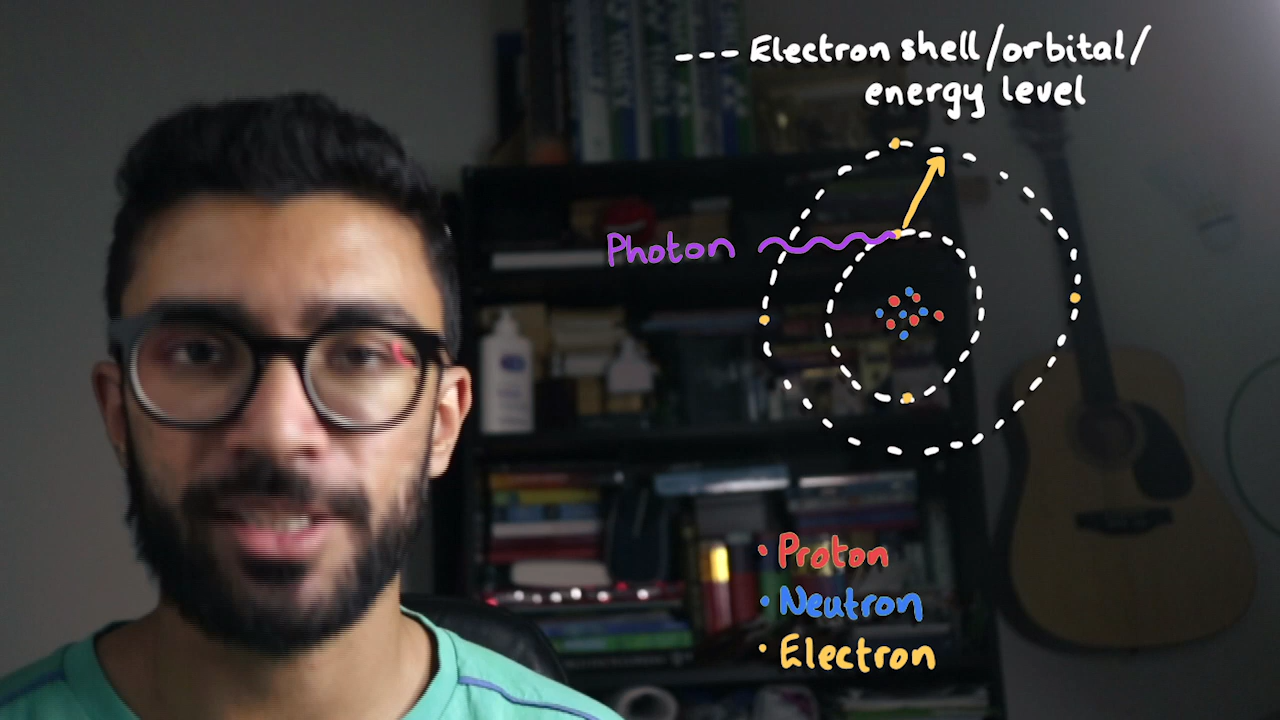 --- Electron shell/orbital/
energy level
Photon
• Proton
• Neutron
• Electron